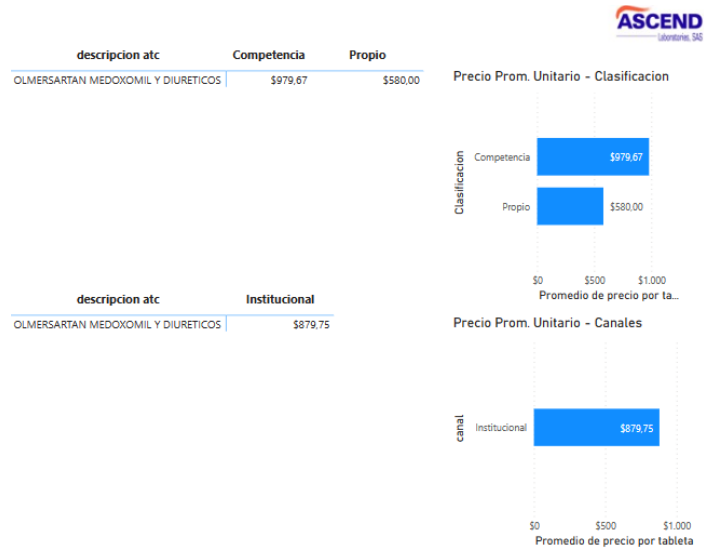 ASCEND
Laboratories, SAS
descripcion atc Competencia Propio
OLMERSARTAN MEDOXOMIL Y DIURETICOS $979,67 $580,00
Precio Prom. Unitario - Clasificacion
Clasificacion
Competencia $979,67
Propio $580,00
$0 $500 $1.000
Promedio de precio por ta...
descripcion atc Institucional
OLMERSARTAN MEDOXOMIL Y DIURETICOS $879,75
Precio Prom. Unitario - Canales
canal
Institucional $879,75
$0 $500 $1.000
Promedio de precio por tableta